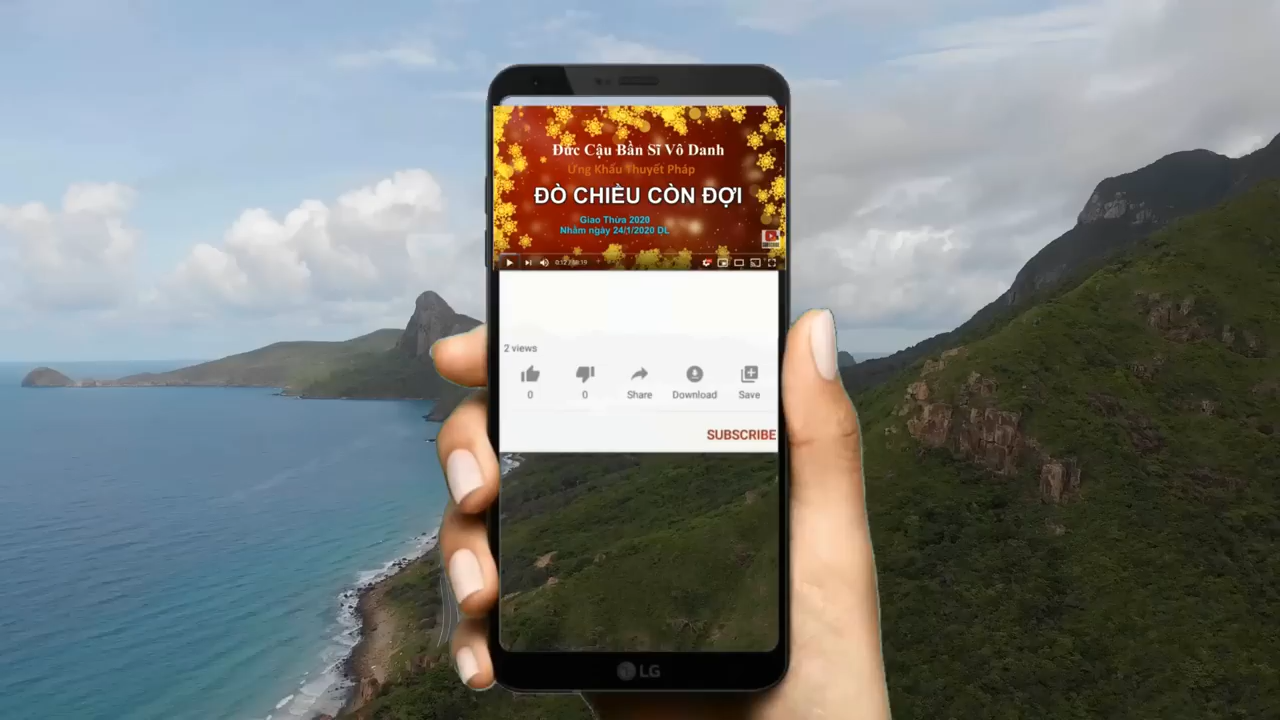 Đức Cậu Bần Sĩ Vô Danh
Ứng Khẩu Thuyết Pháp
ĐÒ CHIỀU CÒN ĐỢI
Giao Thừa 2020
Nhằm ngày 24/1/2020 DL
2 views
0 0 Share Download Save
SUBSCRIBE
LG